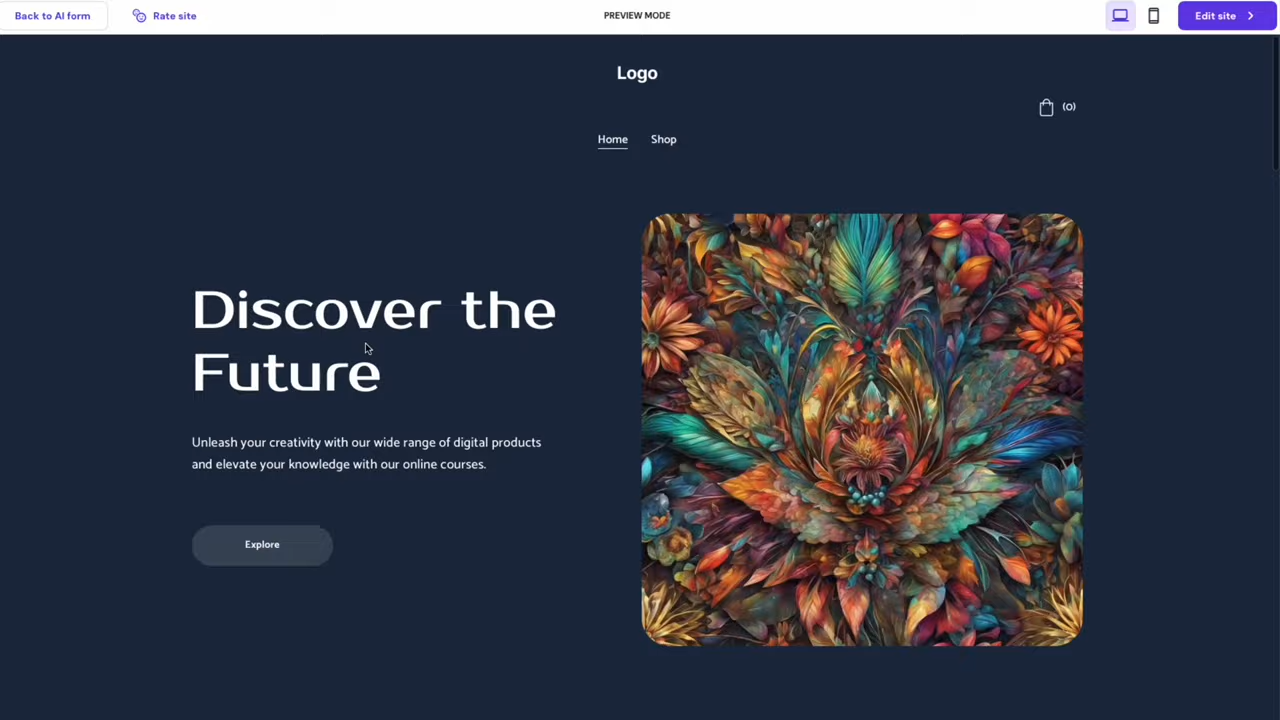 Back to AI form
Rate site
PREVIEW MODE
Edit site
Logo
(0)
Home
Shop
Discover the
Future
Unleash your creativity with our wide range of digital products
and elevate your knowledge with our online courses.
Explore